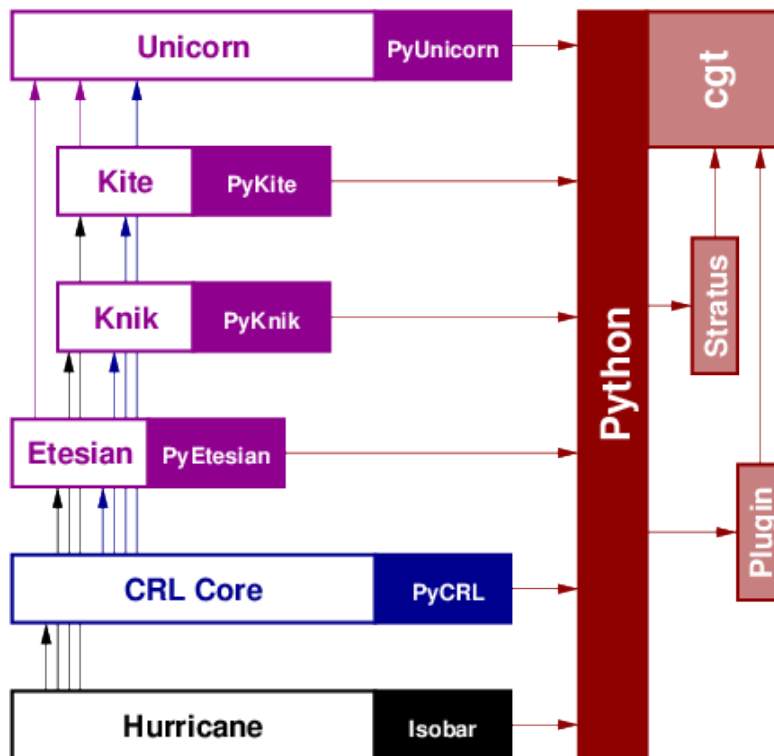 Unicorn
PyUnicorn
cgt
Kite
PyKite
Stratus
Knik
PyKnik
Python
Etesian
PyEtesian
Plugin
CRL Core
PyCRL
Hurricane
Isobar